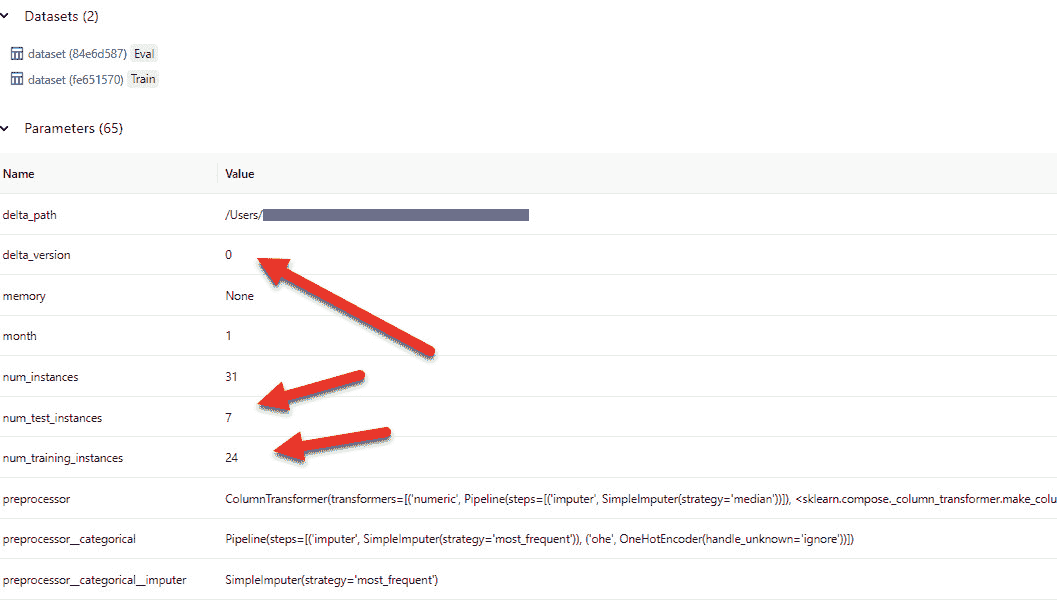 Datasets (2)
dataset (84e6d587) Eval
dataset (fe651570) Train
Parameters (65)
Name Value
delta_path /Users/
delta_version 0
memory None
month 1
num_instances 31
num_test_instances 7
num_training_instances 24
preprocessor ColumnTransformer(transformers=[('numeric', Pipeline(steps=[('imputer', SimpleImputer(strategy='median'))]), <sklearn.compose._column_transformer.make_colu
preprocessor__categorical Pipeline(steps=[('imputer', SimpleImputer(strategy='most_frequent')), ('ohe', OneHotEncoder(handle_unknown='ignore'))])
preprocessor__categorical__imputer SimpleImputer(strategy='most_frequent')